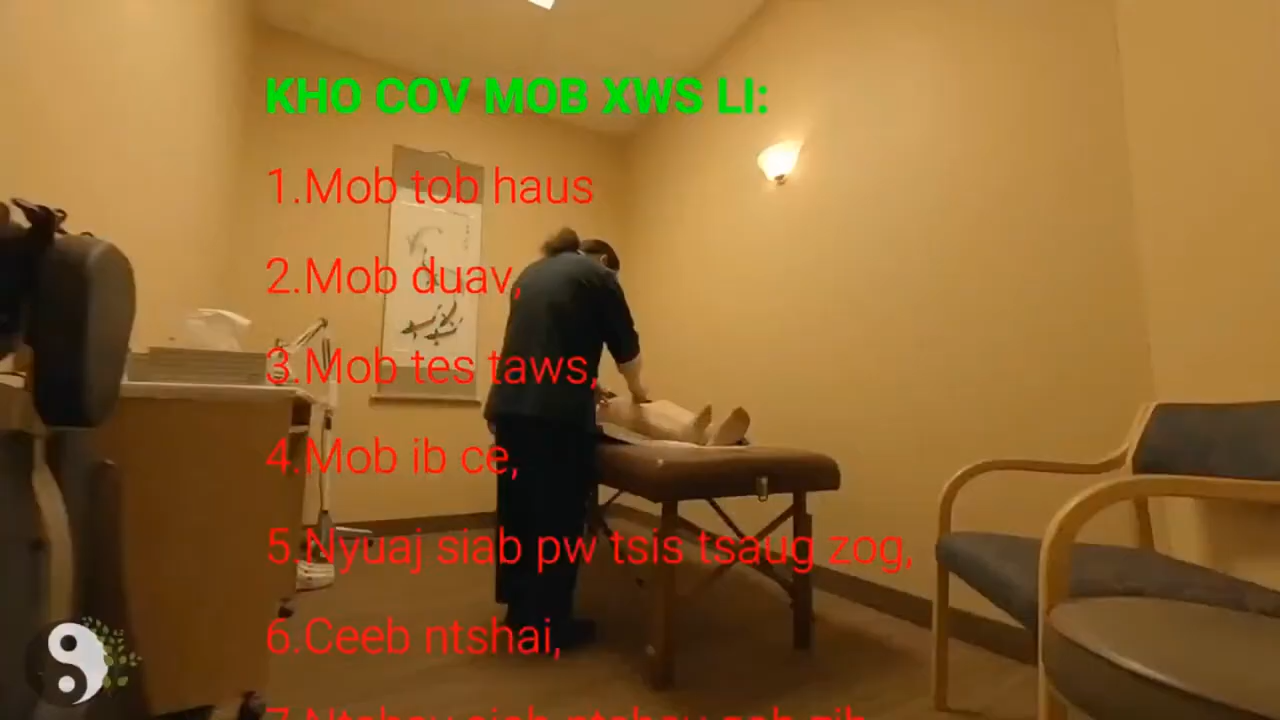 KHO COV MOB XWS LI:
1.Mob tob haus
2.Mob duav,
3.Mob tes taws,
4.Mob ib ce,
5.Nyuaj siab pw tsis tsaug zog,
6.Ceeb ntshai,